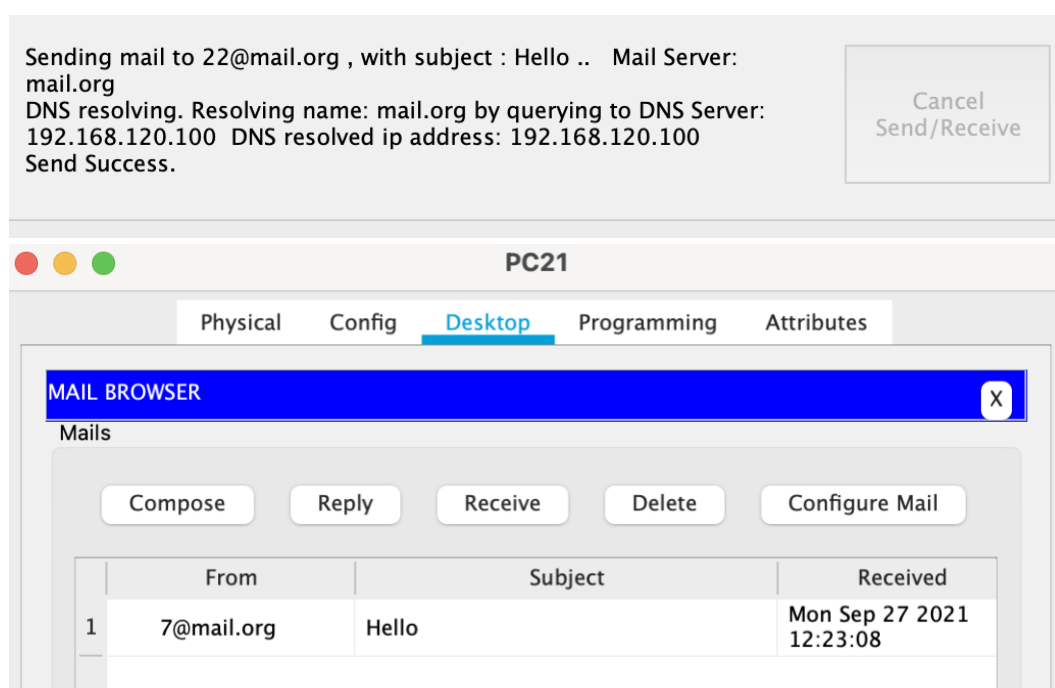 Sending mail to 22@mail.org , with subject : Hello .. Mail Server:
mail.org
DNS resolving. Resolving name: mail.org by querying to DNS Server:
192.168.120.100 DNS resolved ip address: 192.168.120.100
Send Success.
Cancel
Send/Receive
PC21
Physical Config Desktop Programming Attributes
MAIL BROWSER X
Mails
Compose Reply Receive Delete Configure Mail
From Subject Received
1 7@mail.org Hello Mon Sep 27 2021
12:23:08